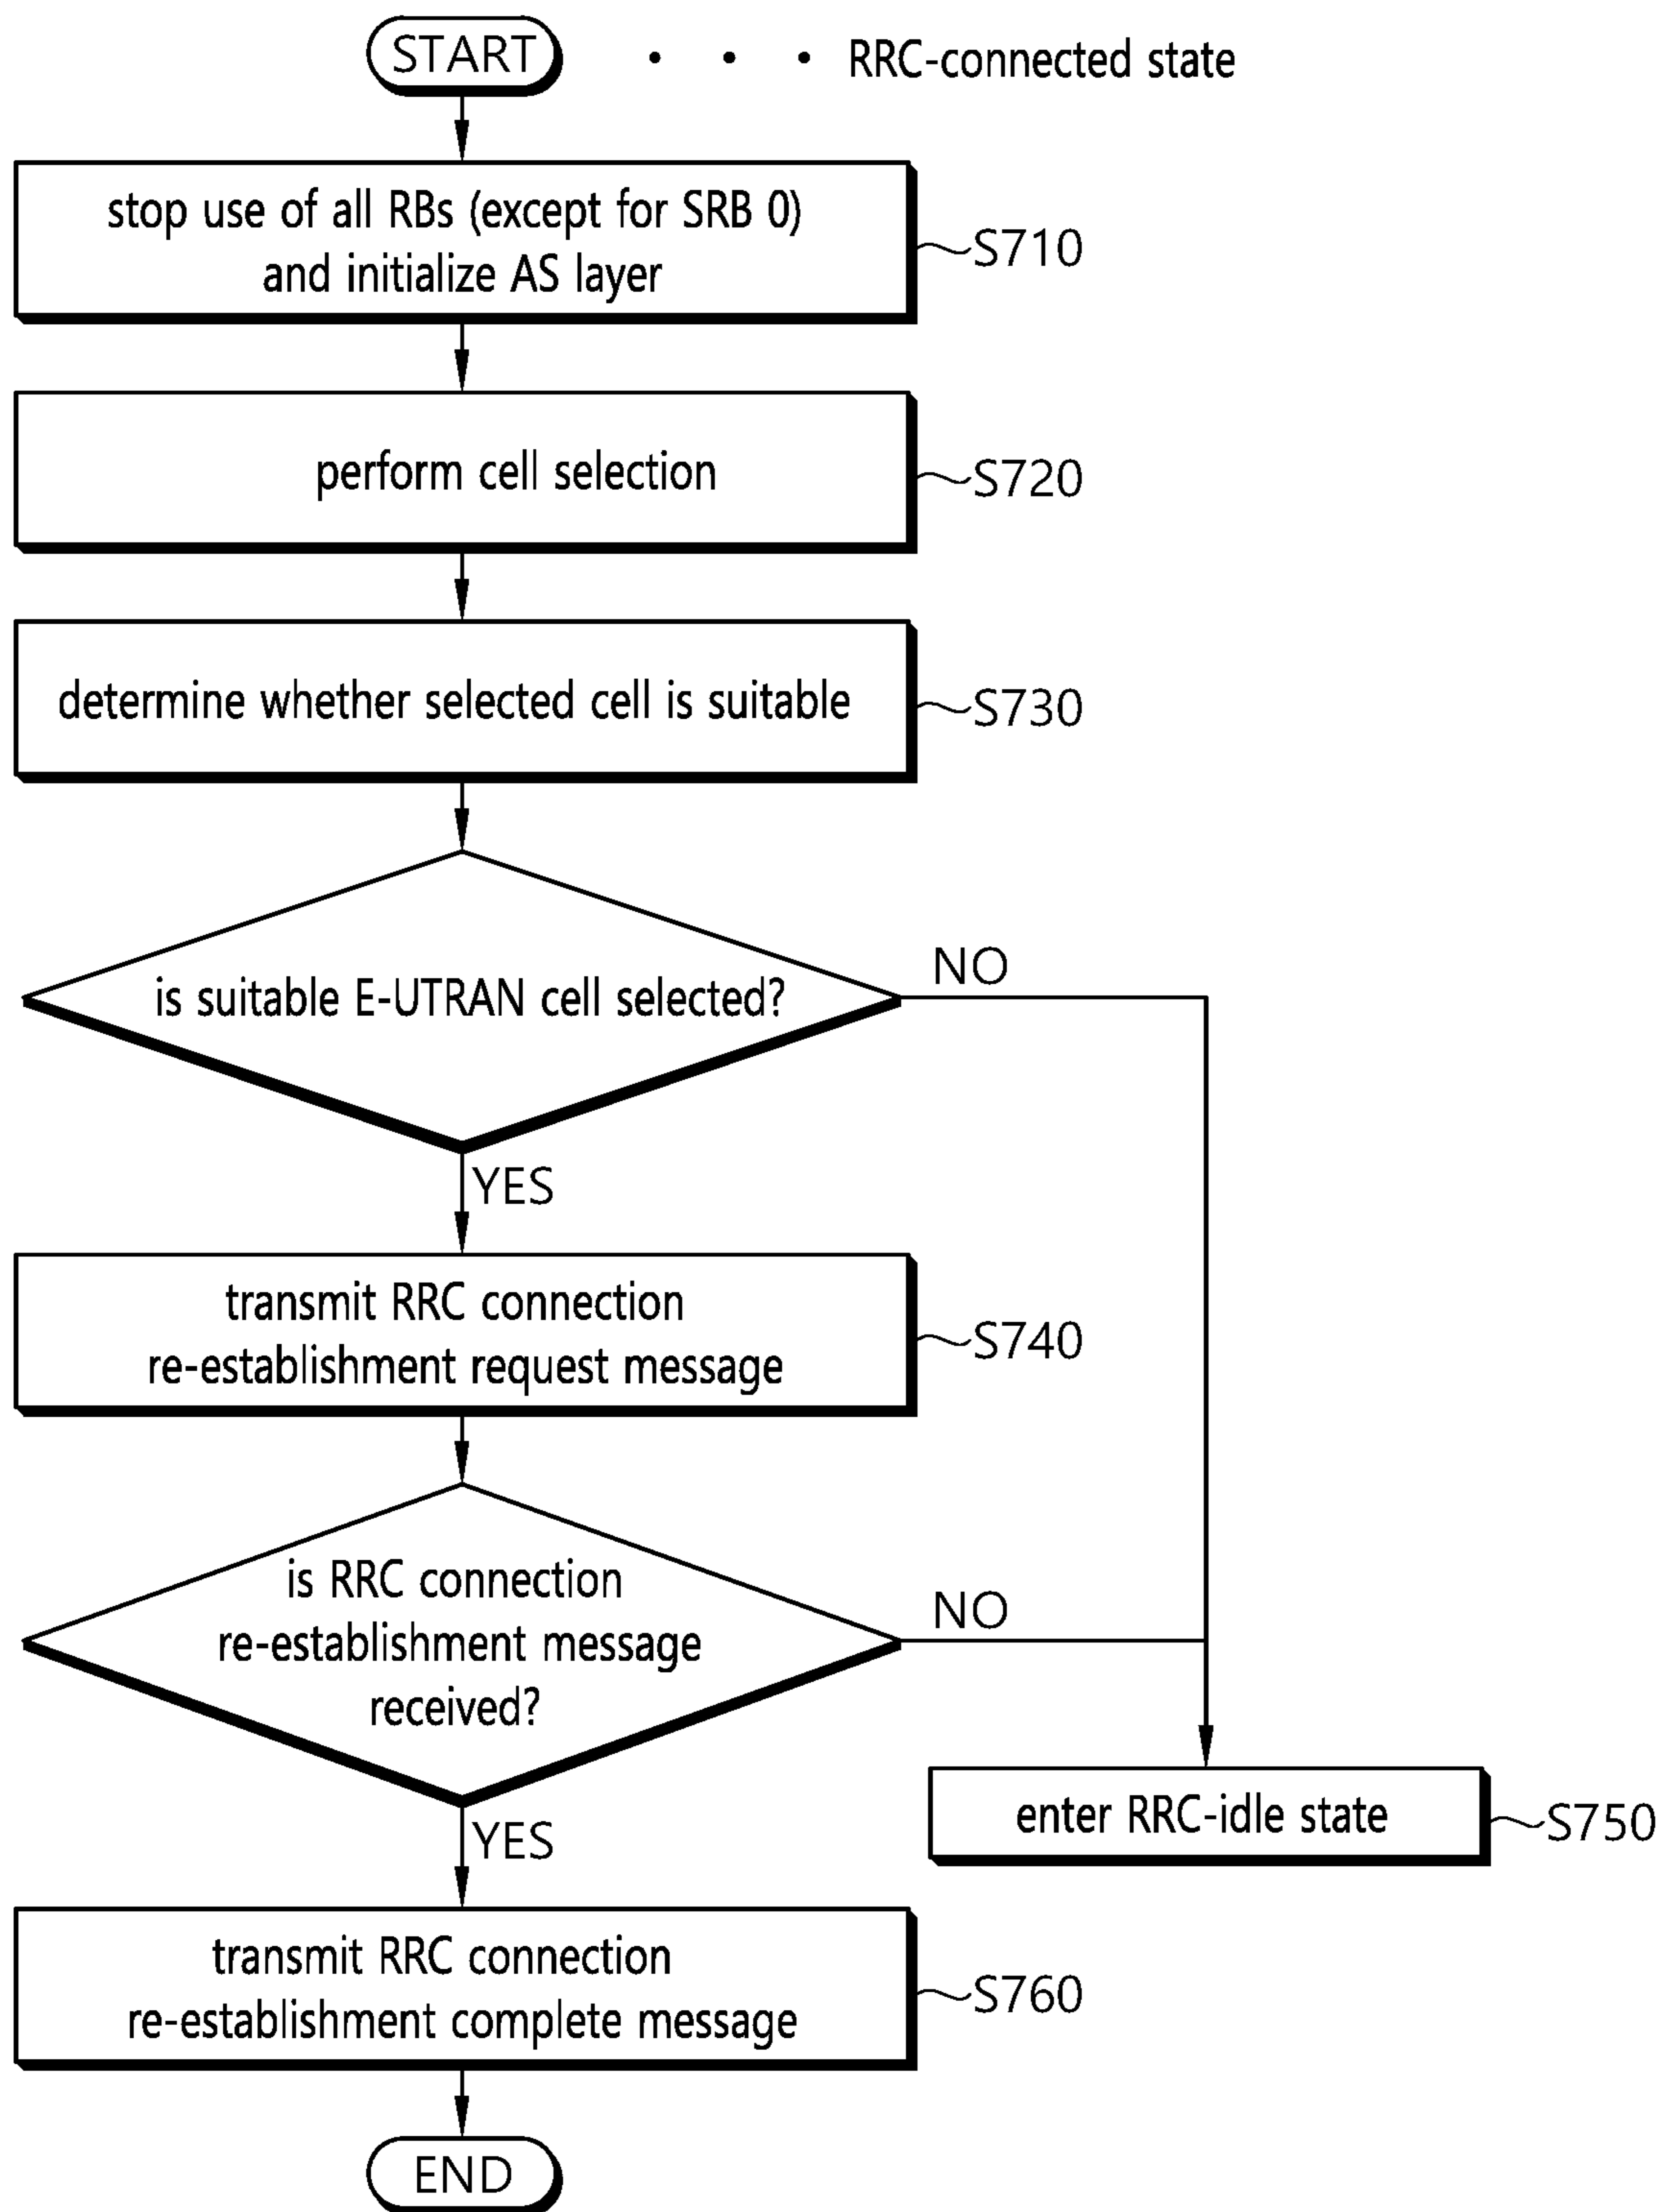 START
· · · RRC-connected state
stop use of all RBs (except for SRB 0)
and initialize AS layer
S710
perform cell selection
S720
determine whether selected cell is suitable
S730
is suitable E-UTRAN cell selected?
NO
YES
transmit RRC connection
re-establishment request message
S740
is RRC connection
re-establishment message
received?
NO
YES
enter RRC-idle state
S750
transmit RRC connection
re-establishment complete message
S760
END